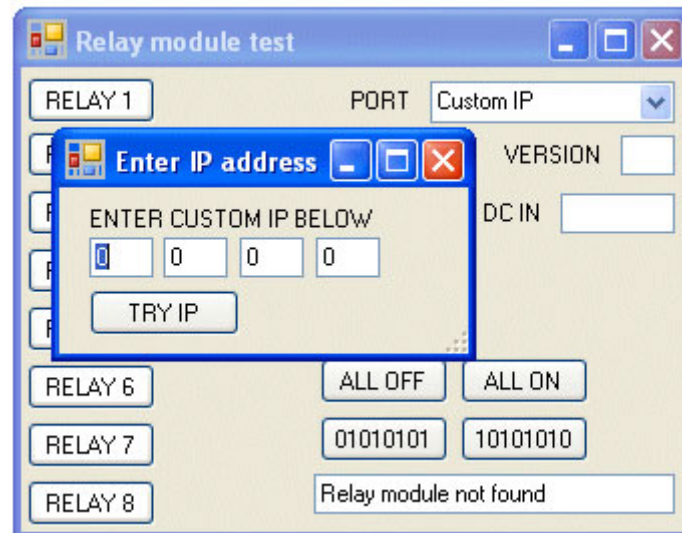 Relay module test
RELAY 1
PORT
Custom IP
Enter IP address
VERSION
ENTER CUSTOM IP BELOW
DC IN
0 0 0 0
TRY IP
RELAY 6
ALL OFF
ALL ON
RELAY 7
01010101
10101010
RELAY 8
Relay module not found